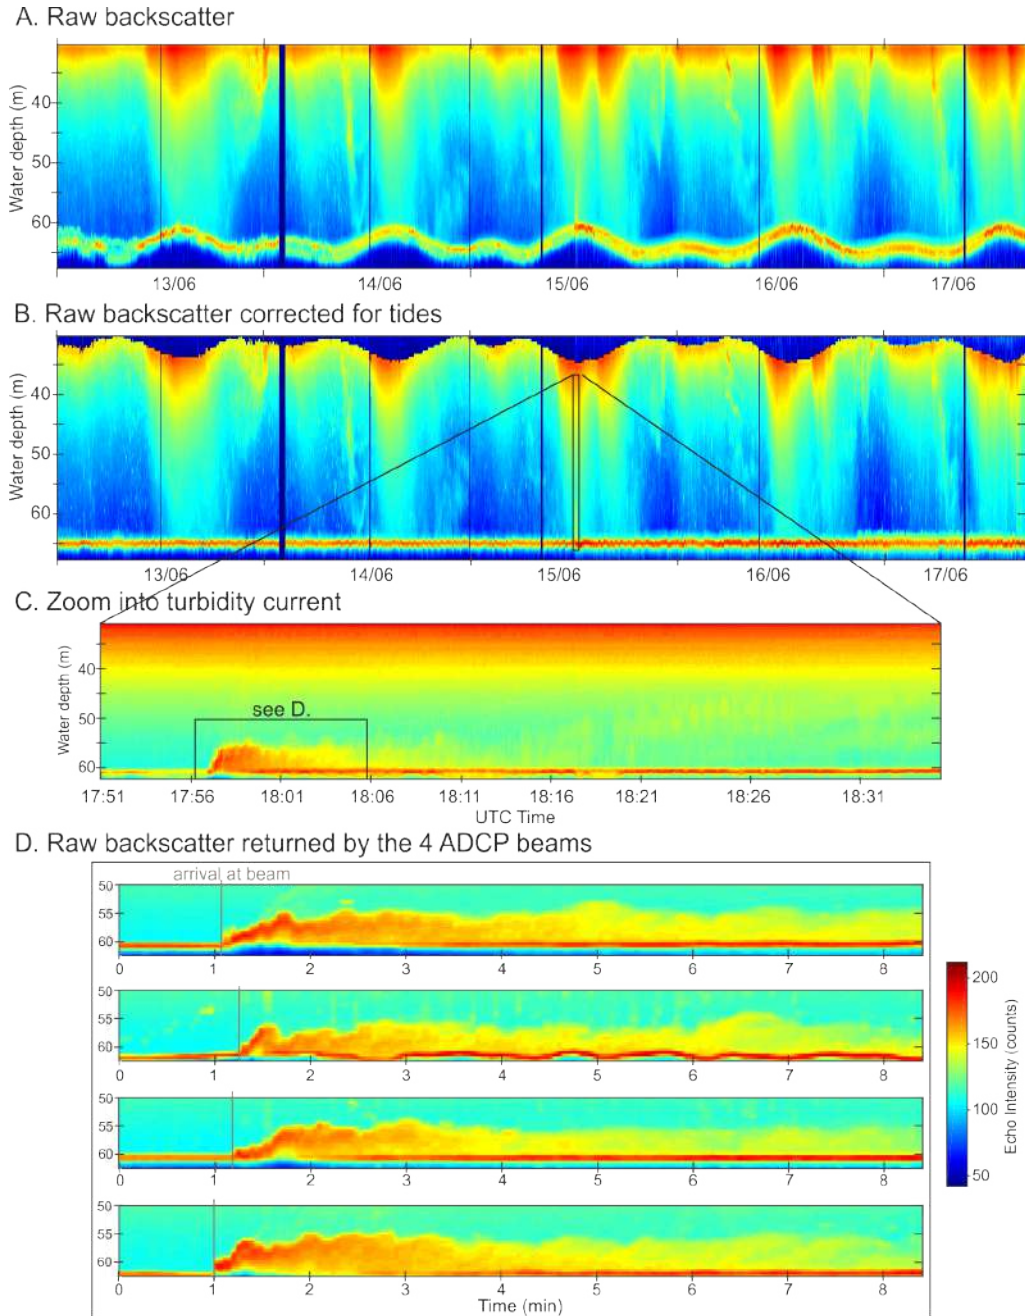 A. Raw backscatter
Water depth (m)
40
50
60
13/06 14/06 15/06 16/06 17/06
B. Raw backscatter corrected for tides
Water depth (m)
40
50
60
13/06 14/06 15/06 16/06 17/06
C. Zoom into turbidity current
Water depth (m)
40
50
60
see D.
17:51 17:56 18:01 18:06 18:11 18:16 18:21 18:26 18:31
UTC Time
D. Raw backscatter returned by the 4 ADCP beams
arrival at beam
50
55
60
0 1 2 3 4 5 6 7 8
50
55
60
0 1 2 3 4 5 6 7 8
50
55
60
0 1 2 3 4 5 6 7 8
50
55
60
0 1 2 3 4 5 6 7 8
Time (min)
200
150
100
50
Echo Intensity (counts)